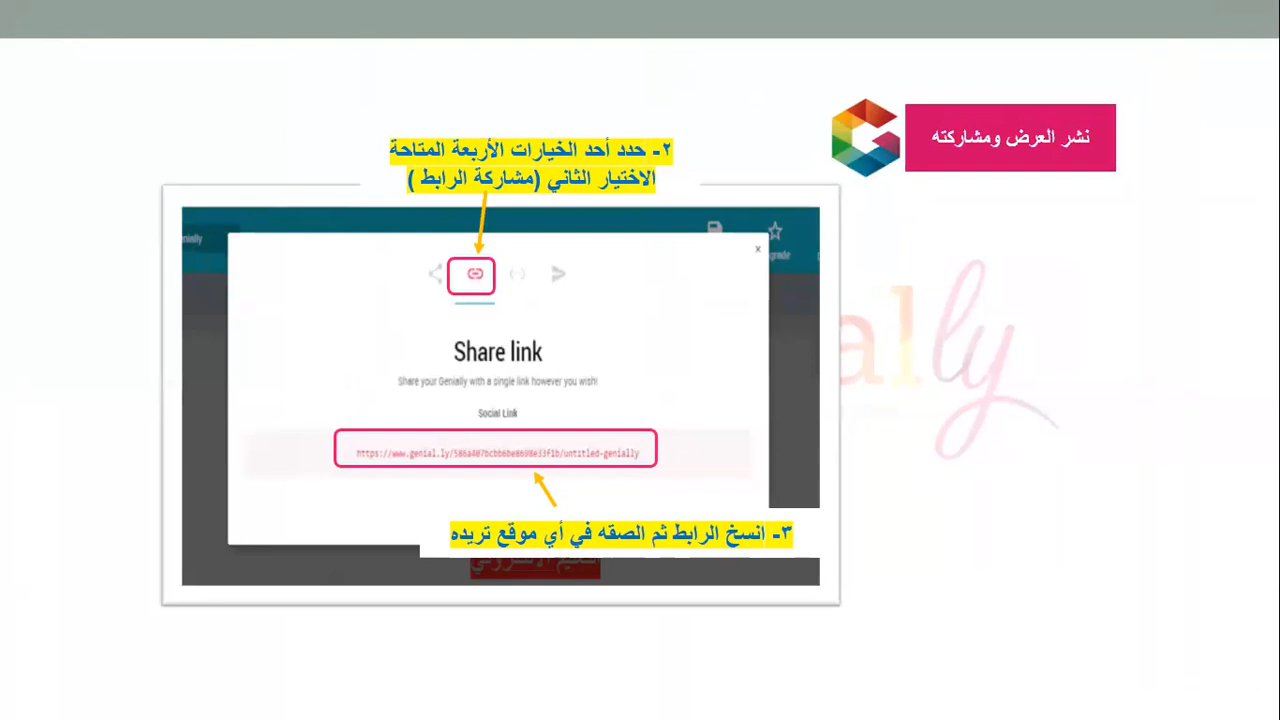 نشر العرض ومشاركته
٢- حدد أحد الخيارات الأربعة المتاحة
الاختيار الثاني (مشاركة الرابط )
Share link
Share your Genially with a single link however you wish!
Social Link
https://www.genial.ly/586a407bcbb6be8698e33f1b/untitled-genially
٣- انسخ الرابط ثم الصقه في أي موقع تريده
ally